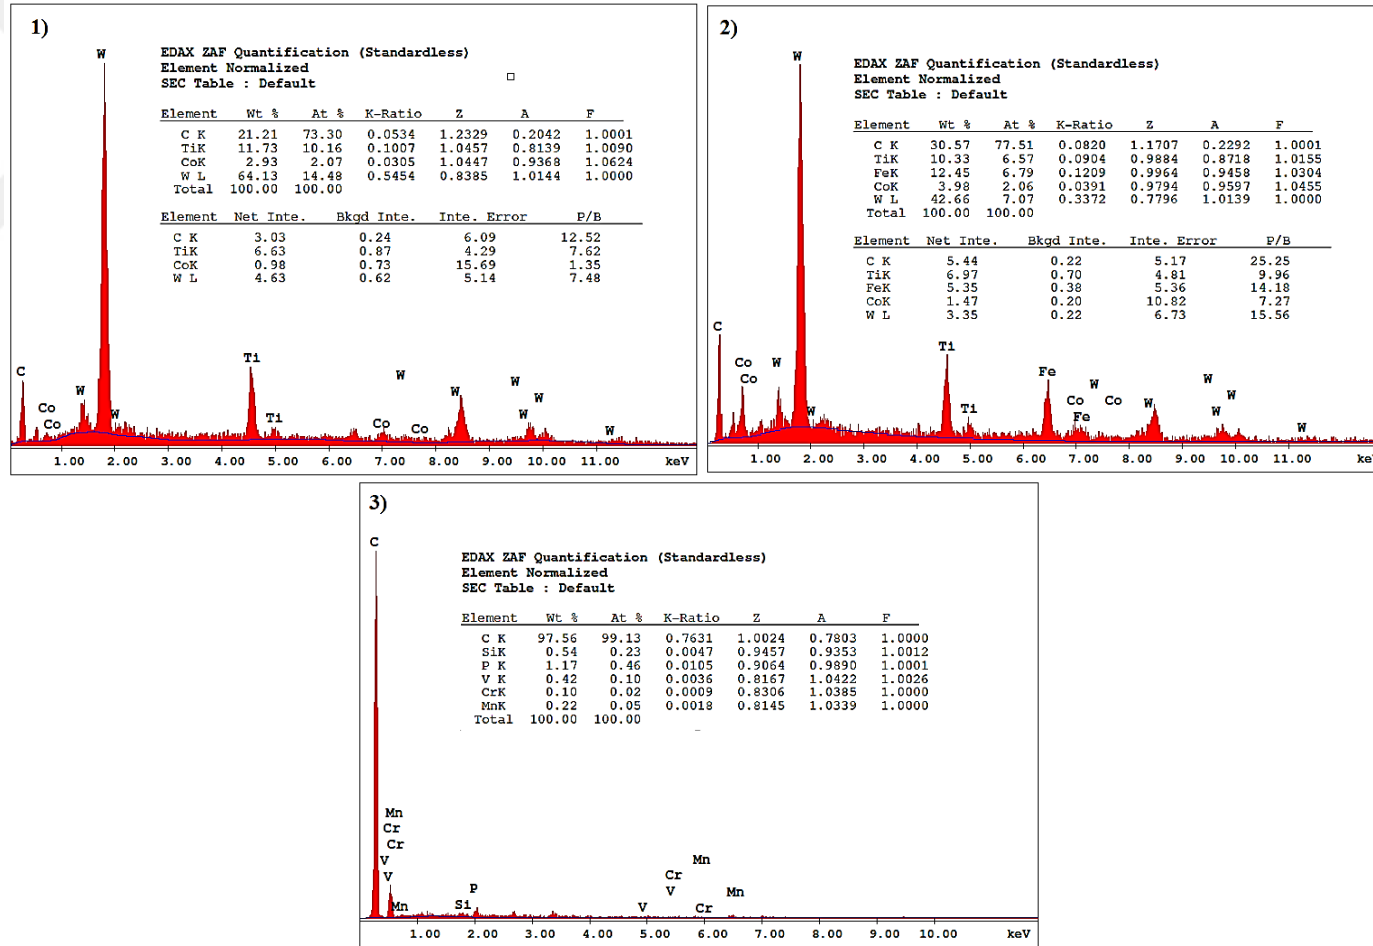 1)
EDAX ZAF Quantification (Standardless)
Element Normalized
SEC Table : Default
Element Wt % At % K-Ratio Z A F
C K 21.21 73.30 0.0534 1.2329 0.2042 1.0001
TiK 11.73 10.16 0.1007 1.0457 0.8139 1.0090
CoK 2.93 2.07 0.0305 1.0447 0.9368 1.0624
W L 64.13 14.48 0.5454 0.8385 1.0144 1.0000
Total 100.00 100.00
Element Net Inte. Bkgd Inte. Inte. Error P/B
C K 3.03 0.24 6.09 12.52
TiK 6.63 0.87 4.29 7.62
CoK 0.98 0.73 15.69 1.35
W L 4.63 0.62 5.14 7.48
W
C
Co
Co
W
W
Ti
Ti
Co
W
Co
W
W
W
W
W
1.00 2.00 3.00 4.00 5.00 6.00 7.00 8.00 9.00 10.00 11.00 keV
2)
EDAX ZAF Quantification (Standardless)
Element Normalized
SEC Table : Default
Element Wt % At % K-Ratio Z A F
C K 30.57 77.51 0.0820 1.1707 0.2292 1.0001
TiK 10.33 6.57 0.0904 0.9884 0.8718 1.0155
FeK 12.45 6.79 0.1209 0.9964 0.9458 1.0304
CoK 3.98 2.06 0.0391 0.9794 0.9597 1.0455
W L 42.66 7.07 0.3372 0.7796 1.0139 1.0000
Total 100.00 100.00
Element Net Inte. Bkgd Inte. Inte. Error P/B
C K 5.44 0.22 5.17 25.25
TiK 6.97 0.70 4.81 9.96
FeK 5.35 0.38 5.36 14.18
CoK 1.47 0.20 10.82 7.27
W L 3.35 0.22 6.73 15.56
W
C
Co
Co
W
W
Ti
Ti
Fe
Co
Fe
W
Co
W
W
W
W
W
1.00 2.00 3.00 4.00 5.00 6.00 7.00 8.00 9.00 10.00 11.00 ke
3)
EDAX ZAF Quantification (Standardless)
Element Normalized
SEC Table : Default
Element Wt % At % K-Ratio Z A F
C K 97.56 99.13 0.7631 1.0024 0.7803 1.0000
SiK 0.54 0.23 0.0047 0.9457 0.9353 1.0012
P K 1.17 0.46 0.0105 0.9064 0.9890 1.0001
V K 0.42 0.10 0.0036 0.8167 1.0422 1.0026
CrK 0.10 0.02 0.0009 0.8306 1.0385 1.0000
MnK 0.22 0.05 0.0018 0.8145 1.0339 1.0000
Total 100.00 100.00
C
Mn
Cr
Cr
V
V
Mn
Si
P
V
Mn
Cr
V
Cr
Mn
1.00 2.00 3.00 4.00 5.00 6.00 7.00 8.00 9.00 10.00 keV